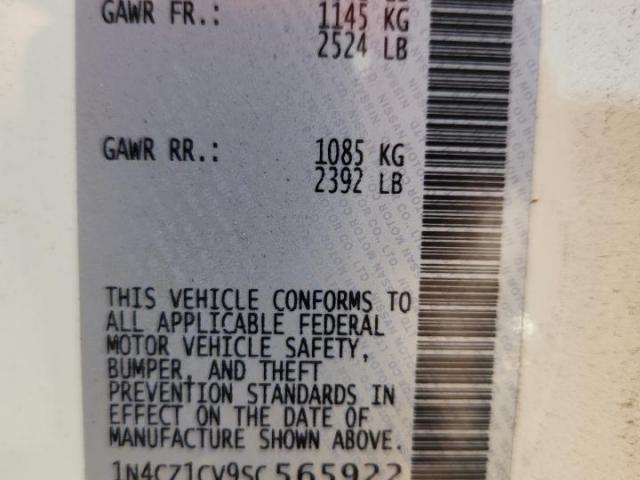 GAWR FR.: 1145 KG
2524 LB
GAWR RR.: 1085 KG
2392 LB
THIS VEHICLE CONFORMS TO
ALL APPLICABLE FEDERAL
MOTOR VEHICLE SAFETY,
BUMPER, AND THEFT
PREVENTION STANDARDS IN
EFFECT ON THE DATE OF
MANUFACTURE SHOWN ABOVE.
1N4CZ1CV9SC565922